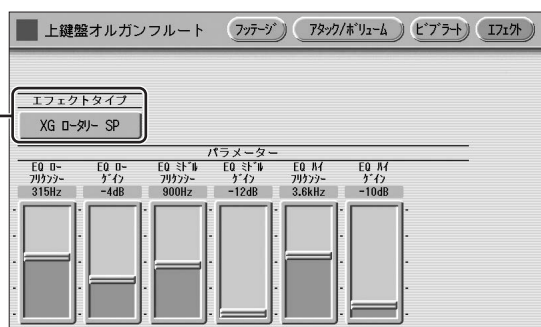 上鍵盤オルガンフルート
フッテージ
アタック/ボリューム
ビブラート
エフェクト
エフェクトタイプ
XG ロータリー SP
パラメーター
EQ ロー フリケンシー
EQ ロー ゲイン
EQ ミドル フリケンシー
EQ ミドル ゲイン
EQ ハイ フリケンシー
EQ ハイ ゲイン
315Hz
-4dB
900Hz
-12dB
3.6kHz
-10dB